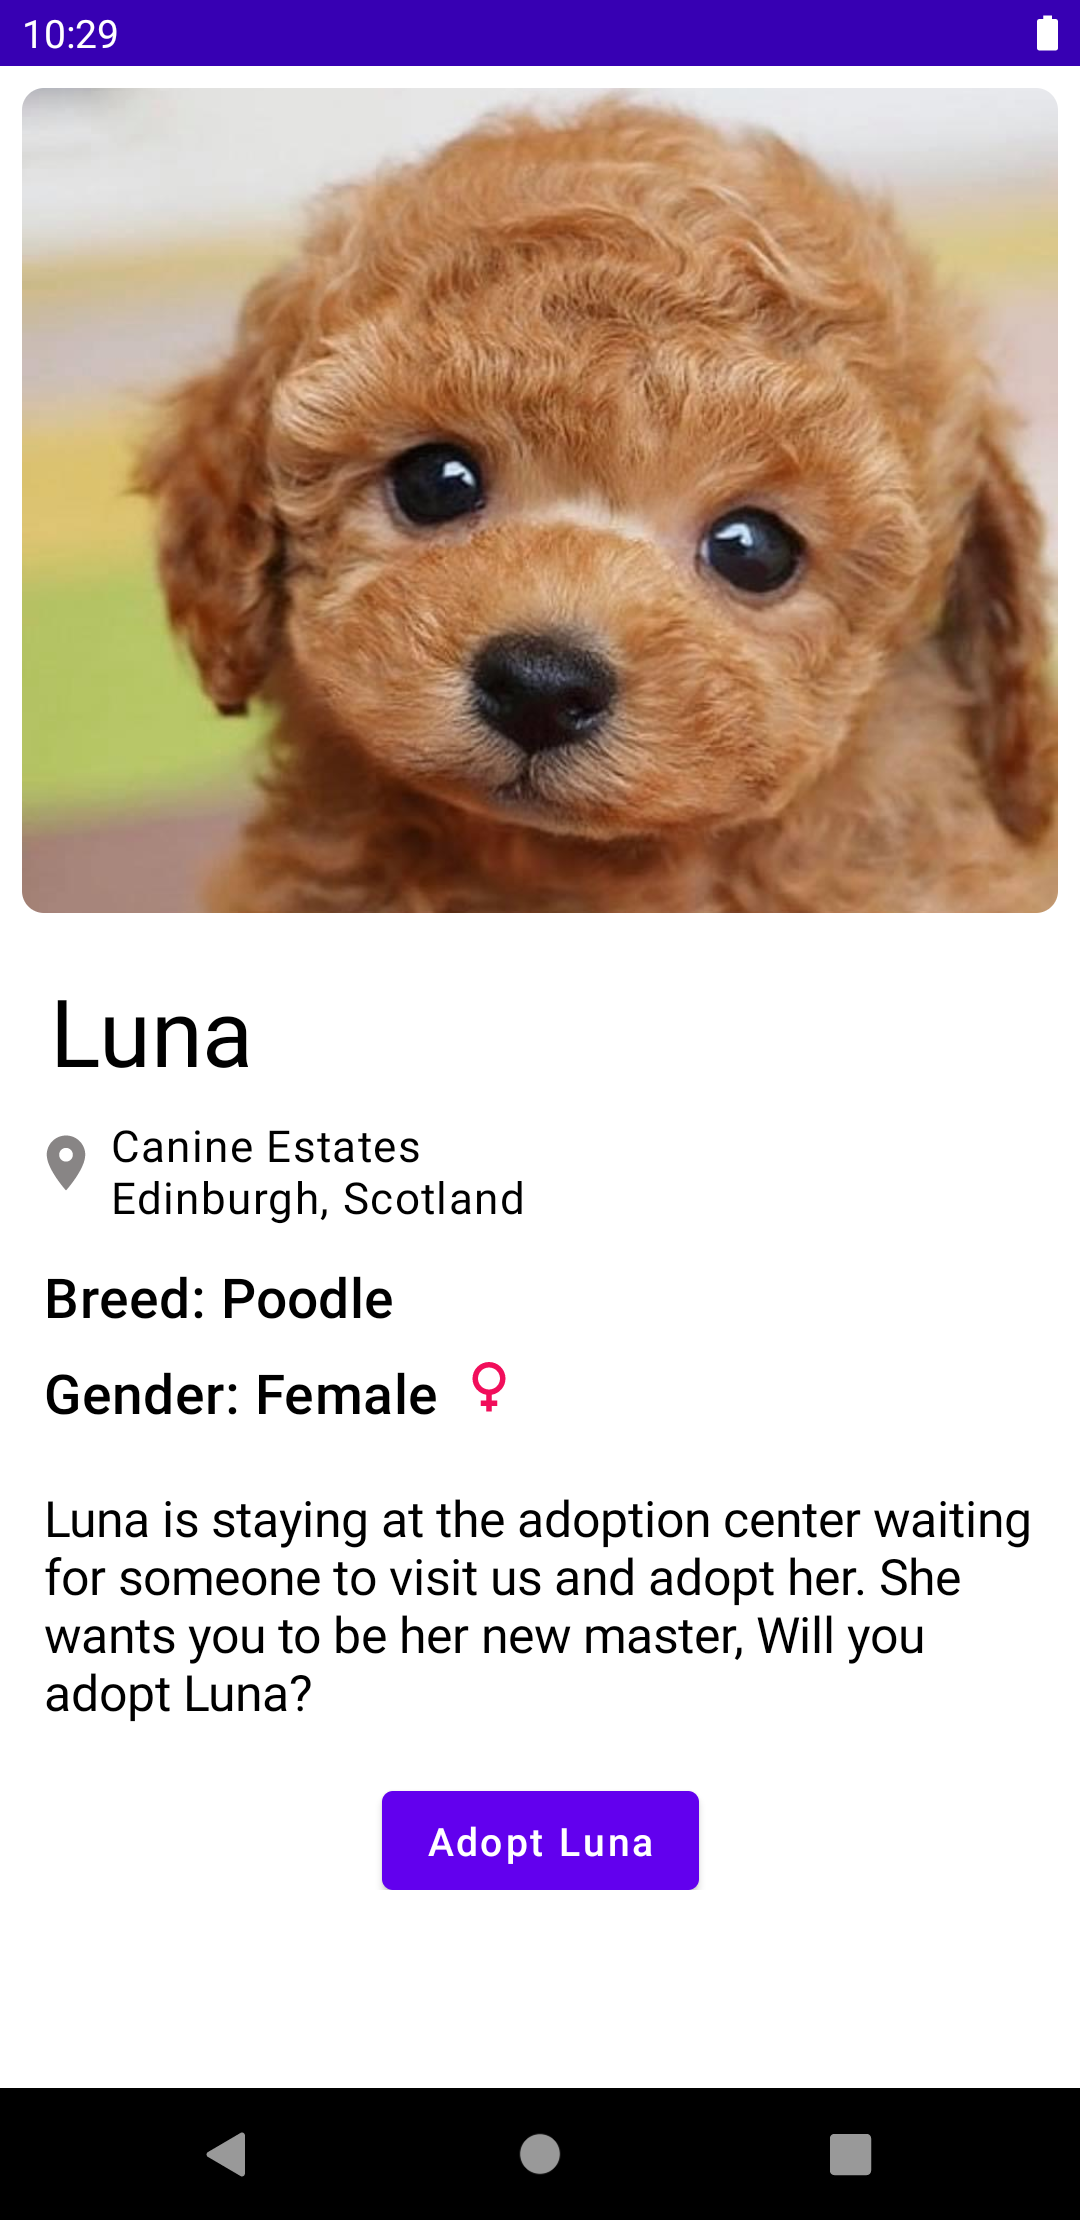 10:29
Luna
Canine Estates
Edinburgh, Scotland
Breed: Poodle
Gender: Female
Luna is staying at the adoption center waiting
for someone to visit us and adopt her. She
wants you to be her new master, Will you
adopt Luna?
Adopt Luna